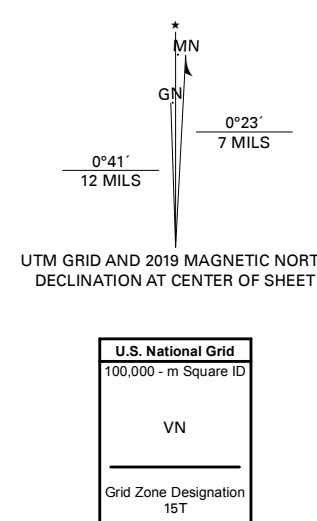 ★
MN
GN
0°23´
7 MILS
0°41´
12 MILS
UTM GRID AND 2019 MAGNETIC NORT
DECLINATION AT CENTER OF SHEET
U.S. National Grid
100,000 - m Square ID
VN
Grid Zone Designation
15T